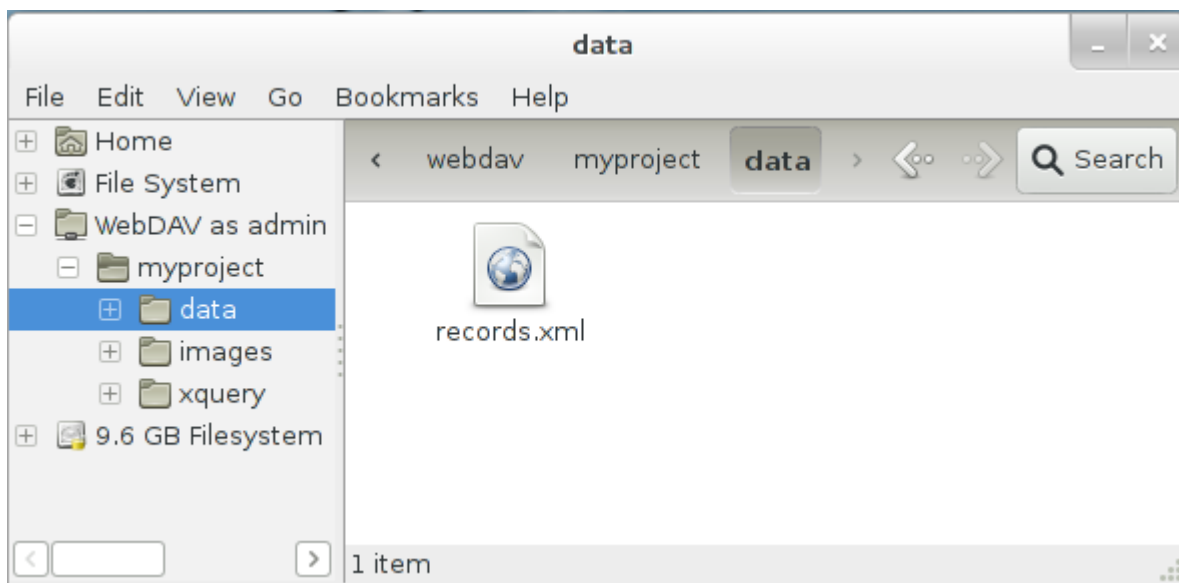 data
File Edit View Go Bookmarks Help
Home
File System
WebDAV as admin
myproject
data
images
xquery
9.6 GB Filesystem
webdav myproject data Search
records.xml
1 item